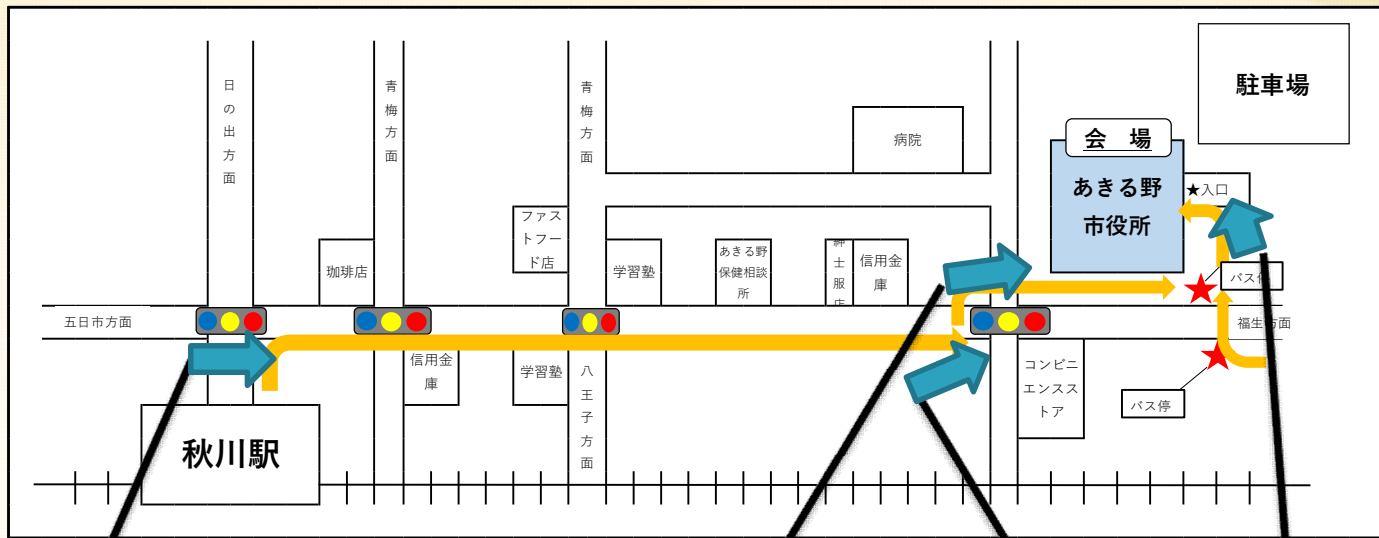 日の出方面
青梅方面
青梅方面
駐車場
病院
会 場
あきる野
市役所
★入口
ファス
トフー
ド店
珈琲店
学習塾
あきる野
保健相談
所
紳士服店
信用金
庫
バス停
五日市方面
福生方面
信用金
庫
学習塾
八王子方面
コンビニ
エンスス
トア
バス停
秋川駅